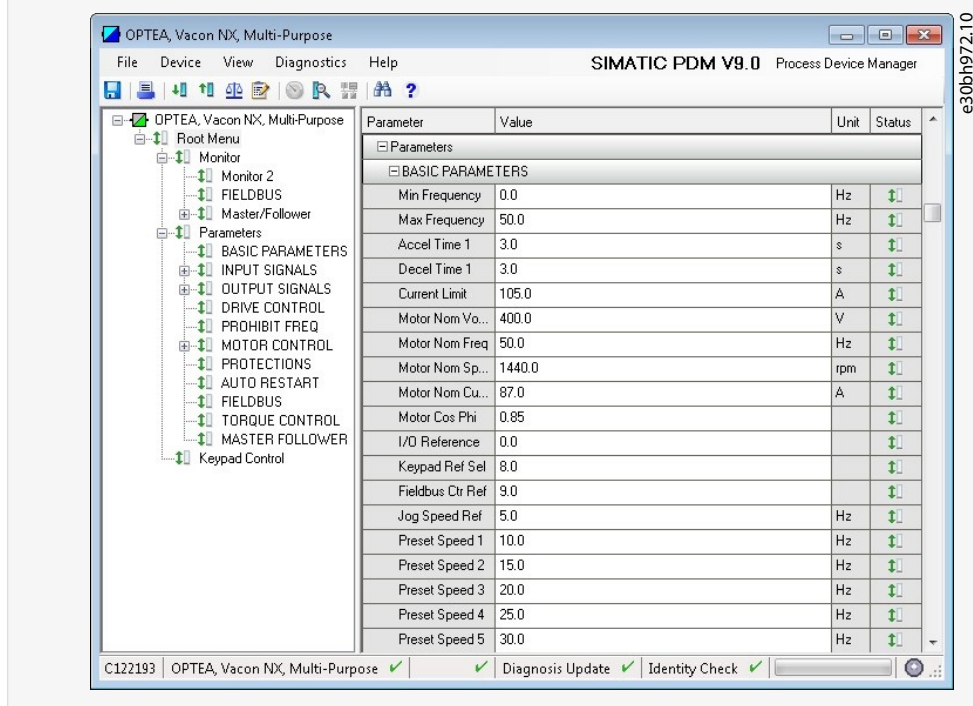 OPTEA, Vacon NX, Multi-Purpose
File Device View Diagnostics Help SIMATIC PDM V9.0 Process Device Manager
OPTEA, Vacon NX, Multi-Purpose
Root Menu
Monitor
Monitor 2
FIELDBUS
Master/Follower
Parameters
BASIC PARAMETERS
INPUT SIGNALS
OUTPUT SIGNALS
DRIVE CONTROL
PROHIBIT FREQ
MOTOR CONTROL
PROTECTIONS
AUTO RESTART
FIELDBUS
TORQUE CONTROL
MASTER FOLLOWER
Keypad Control
Parameter Value Unit Status
Parameters
BASIC PARAMETERS
Min Frequency 0.0 Hz
Max Frequency 50.0 Hz
Accel Time 1 3.0 s
Decel Time 1 3.0 s
Current Limit 105.0 A
Motor Nom Vo... 400.0 V
Motor Nom Freq 50.0 Hz
Motor Nom Sp... 1440.0 rpm
Motor Nom Cu... 87.0 A
Motor Cos Phi 0.85
I/O Reference 0.0
Keypad Ref Sel 8.0
Fieldbus Ctr Ref 9.0
Jog Speed Ref 5.0 Hz
Preset Speed 1 10.0 Hz
Preset Speed 2 15.0 Hz
Preset Speed 3 20.0 Hz
Preset Speed 4 25.0 Hz
Preset Speed 5 30.0 Hz
C122193 OPTEA, Vacon NX, Multi-Purpose Diagnosis Update Identity Check
e30bh972.10